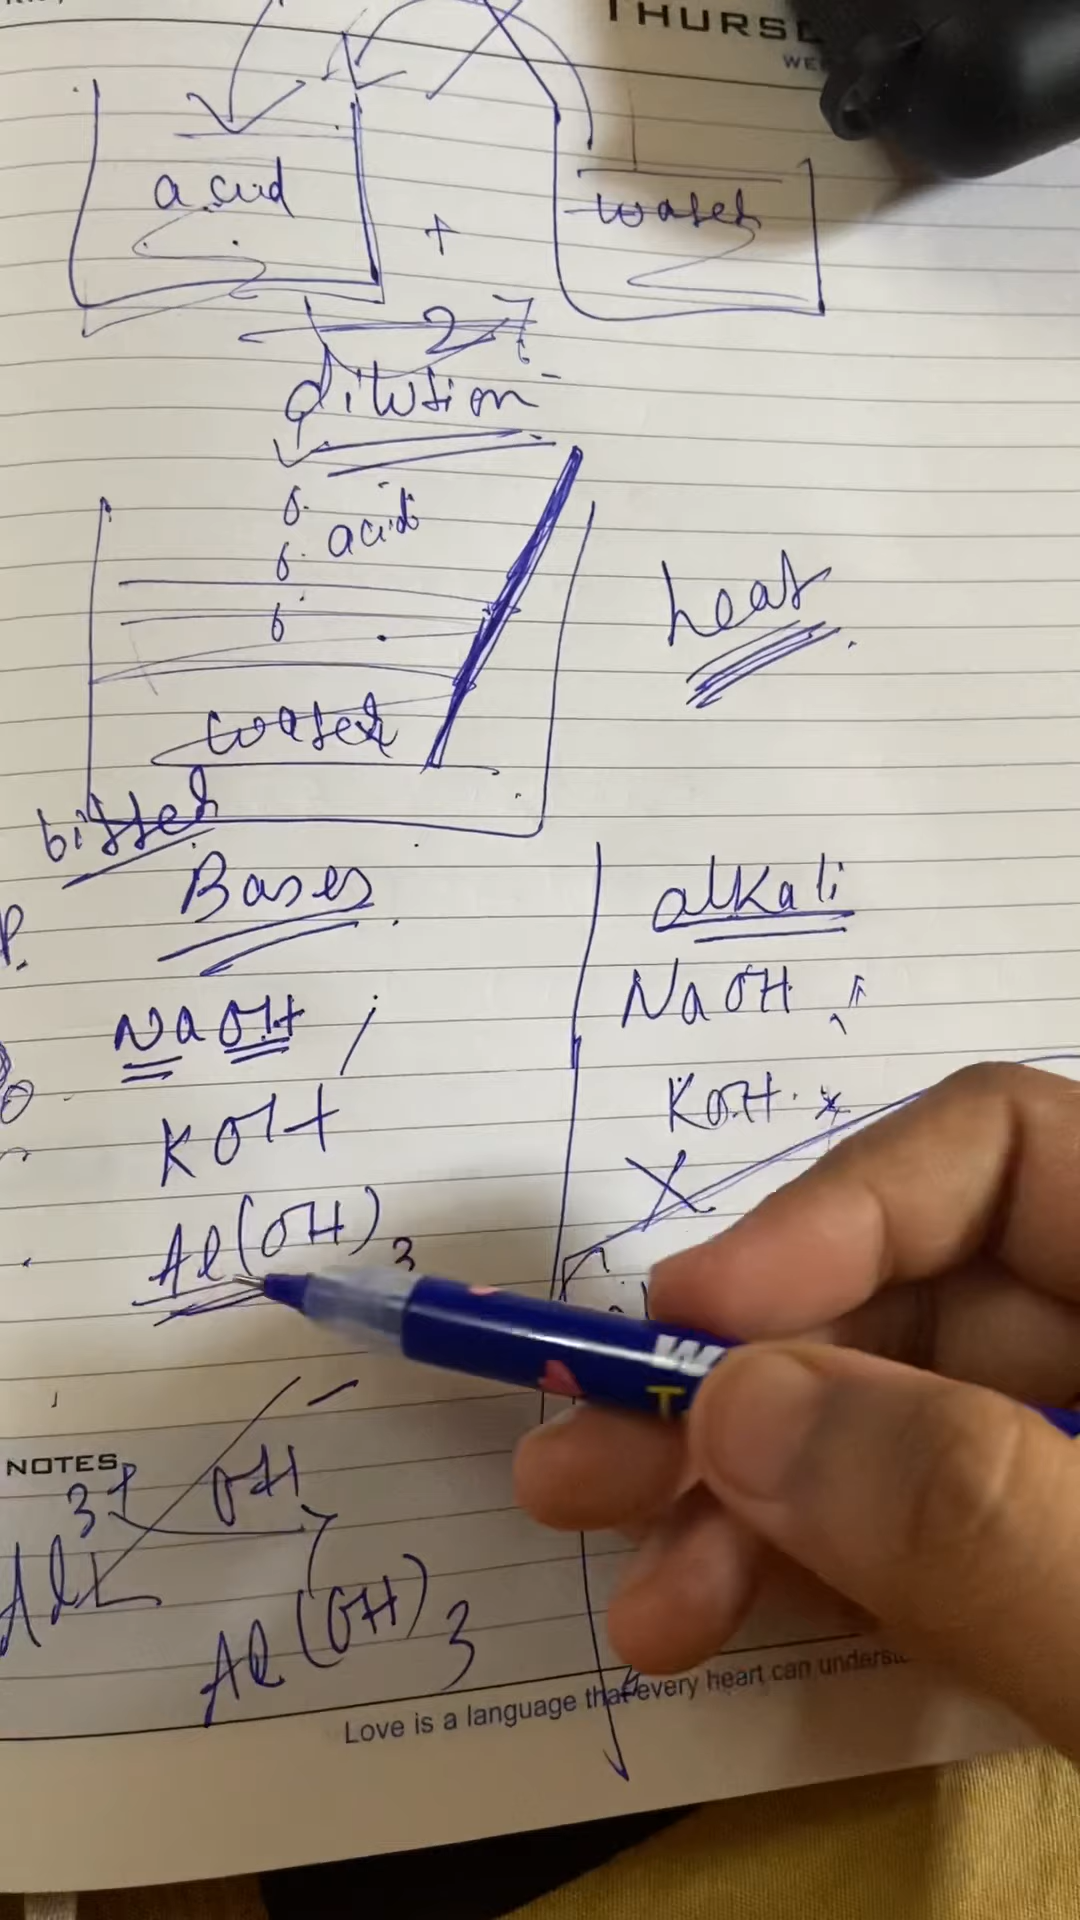 THURS
WE
acid
+
water
dilution
acid
heat
water
bitter
Bases
alkali
P.
NaOH
NaOH
KOH
KOH
Al(OH)3
W
T
NOTES
Al 3+ OH -
Al(OH)3
Love is a language that every heart can underst